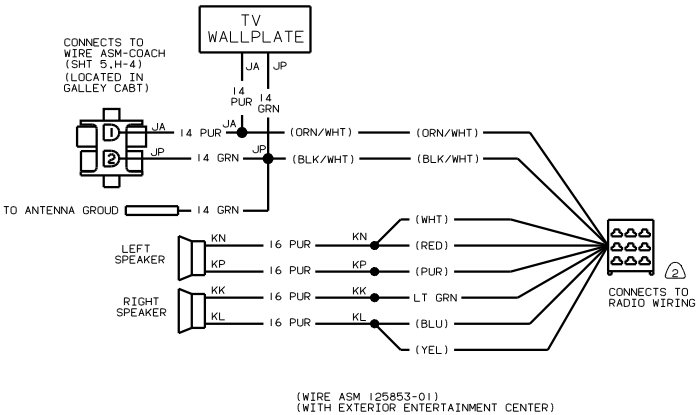 TV
WALLPLATE
CONNECTS TO
WIRE ASM-COACH
(SHT 5,H-4)
(LOCATED IN
GALLEY CABT)
JA
JP
14
PUR
14
GRN
1
JA
14 PUR
JA
(ORN/WHT)
(ORN/WHT)
2
JP
14 GRN
JP
(BLK/WHT)
(BLK/WHT)
TO ANTENNA GROUD
14 GRN
(WHT)
LEFT
SPEAKER
KN
16 PUR
KN
(RED)
KP
16 PUR
KP
(PUR)
RIGHT
SPEAKER
KK
16 PUR
KK
LT GRN
KL
16 PUR
KL
(BLU)
(YEL)
2
CONNECTS TO
RADIO WIRING
(WIRE ASM 125853-01)
(WITH EXTERIOR ENTERTAINMENT CENTER)